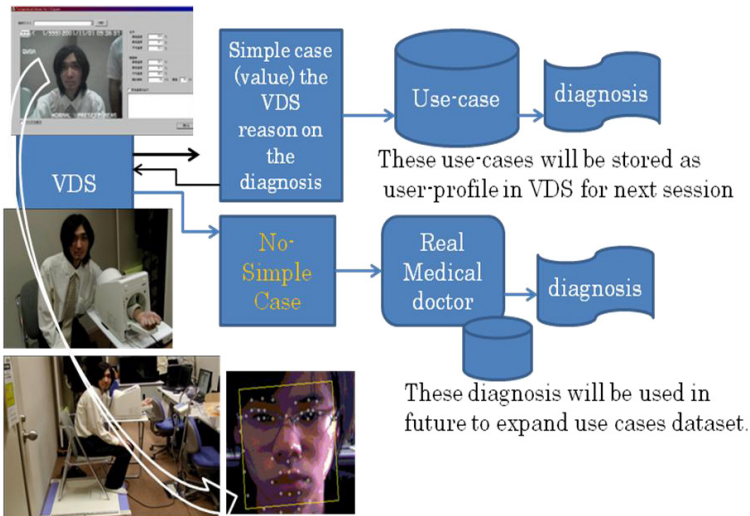 Simple case
(value) the
VDS
reason on
the
diagnosis
Use-case
diagnosis
These use-cases will be stored as
user-profile in VDS for next session
VDS
No-
Simple
Case
Real
Medical
doctor
diagnosis
These diagnosis will be used in
future to expand use cases dataset.